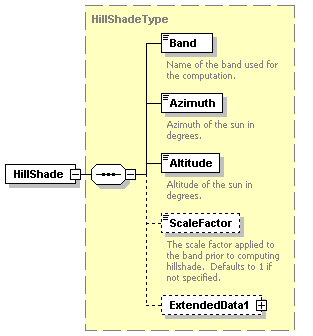 HillShadeType
Band
Name of the band used for
the computation.
Azimuth
Azimuth of the sun in
degrees.
HillShade
Altitude
Altitude of the sun in
degrees.
ScaleFactor
The scale factor applied to
the band prior to computing
hillshade.  Defaults to 1 if
not specified.
ExtendedData1